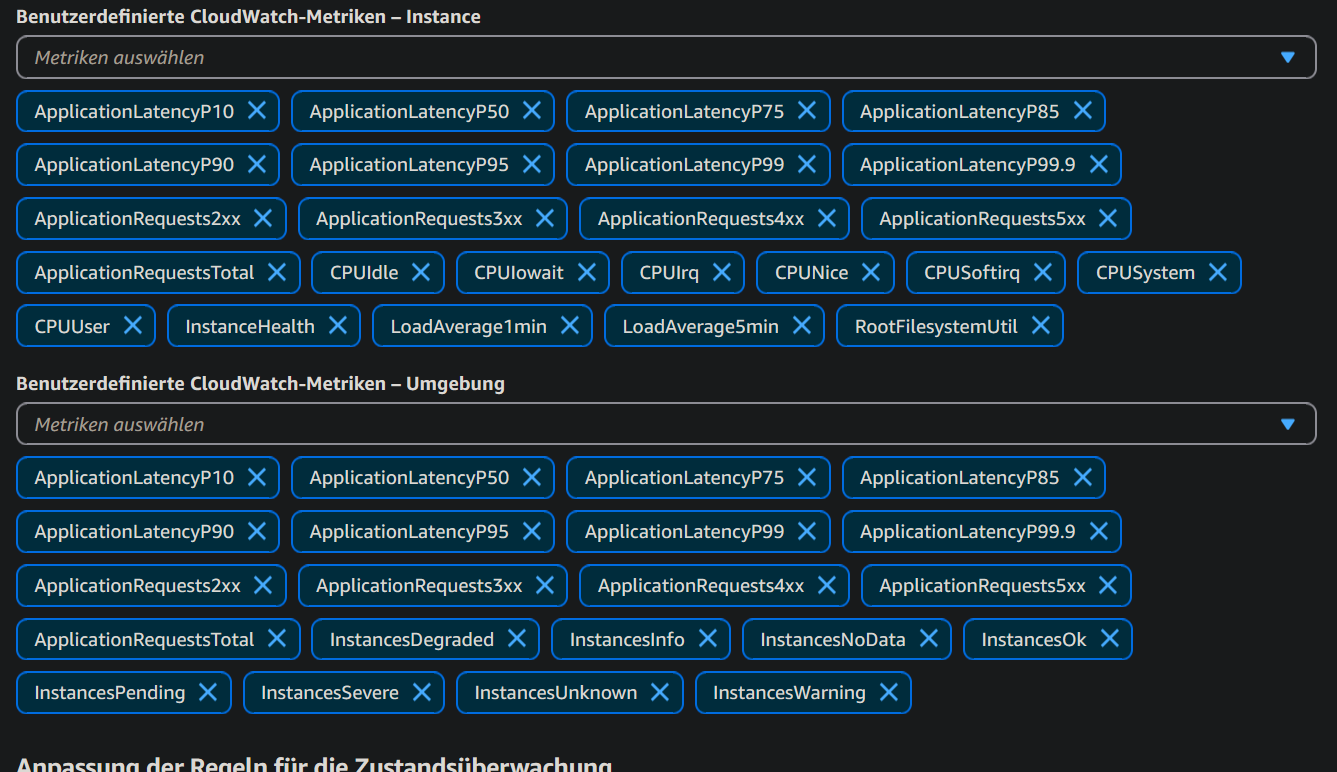 Benutzerdefinierte CloudWatch-Metriken – Instance
Metriken auswählen
ApplicationLatencyP10 ApplicationLatencyP50 ApplicationLatencyP75 ApplicationLatencyP85
ApplicationLatencyP90 ApplicationLatencyP95 ApplicationLatencyP99 ApplicationLatencyP99.9
ApplicationRequests2xx ApplicationRequests3xx ApplicationRequests4xx ApplicationRequests5xx
ApplicationRequestsTotal CPUIdle CPUIowait CPUIrq CPUNice CPUSoftirq CPUSystem
CPUUser InstanceHealth LoadAverage1min LoadAverage5min RootFilesystemUtil
Benutzerdefinierte CloudWatch-Metriken – Umgebung
Metriken auswählen
ApplicationLatencyP10 ApplicationLatencyP50 ApplicationLatencyP75 ApplicationLatencyP85
ApplicationLatencyP90 ApplicationLatencyP95 ApplicationLatencyP99 ApplicationLatencyP99.9
ApplicationRequests2xx ApplicationRequests3xx ApplicationRequests4xx ApplicationRequests5xx
ApplicationRequestsTotal InstancesDegraded InstancesInfo InstancesNoData InstancesOk
InstancesPending InstancesSevere InstancesUnknown InstancesWarning
Anpassung der Regeln für die Zustandsüberwachung